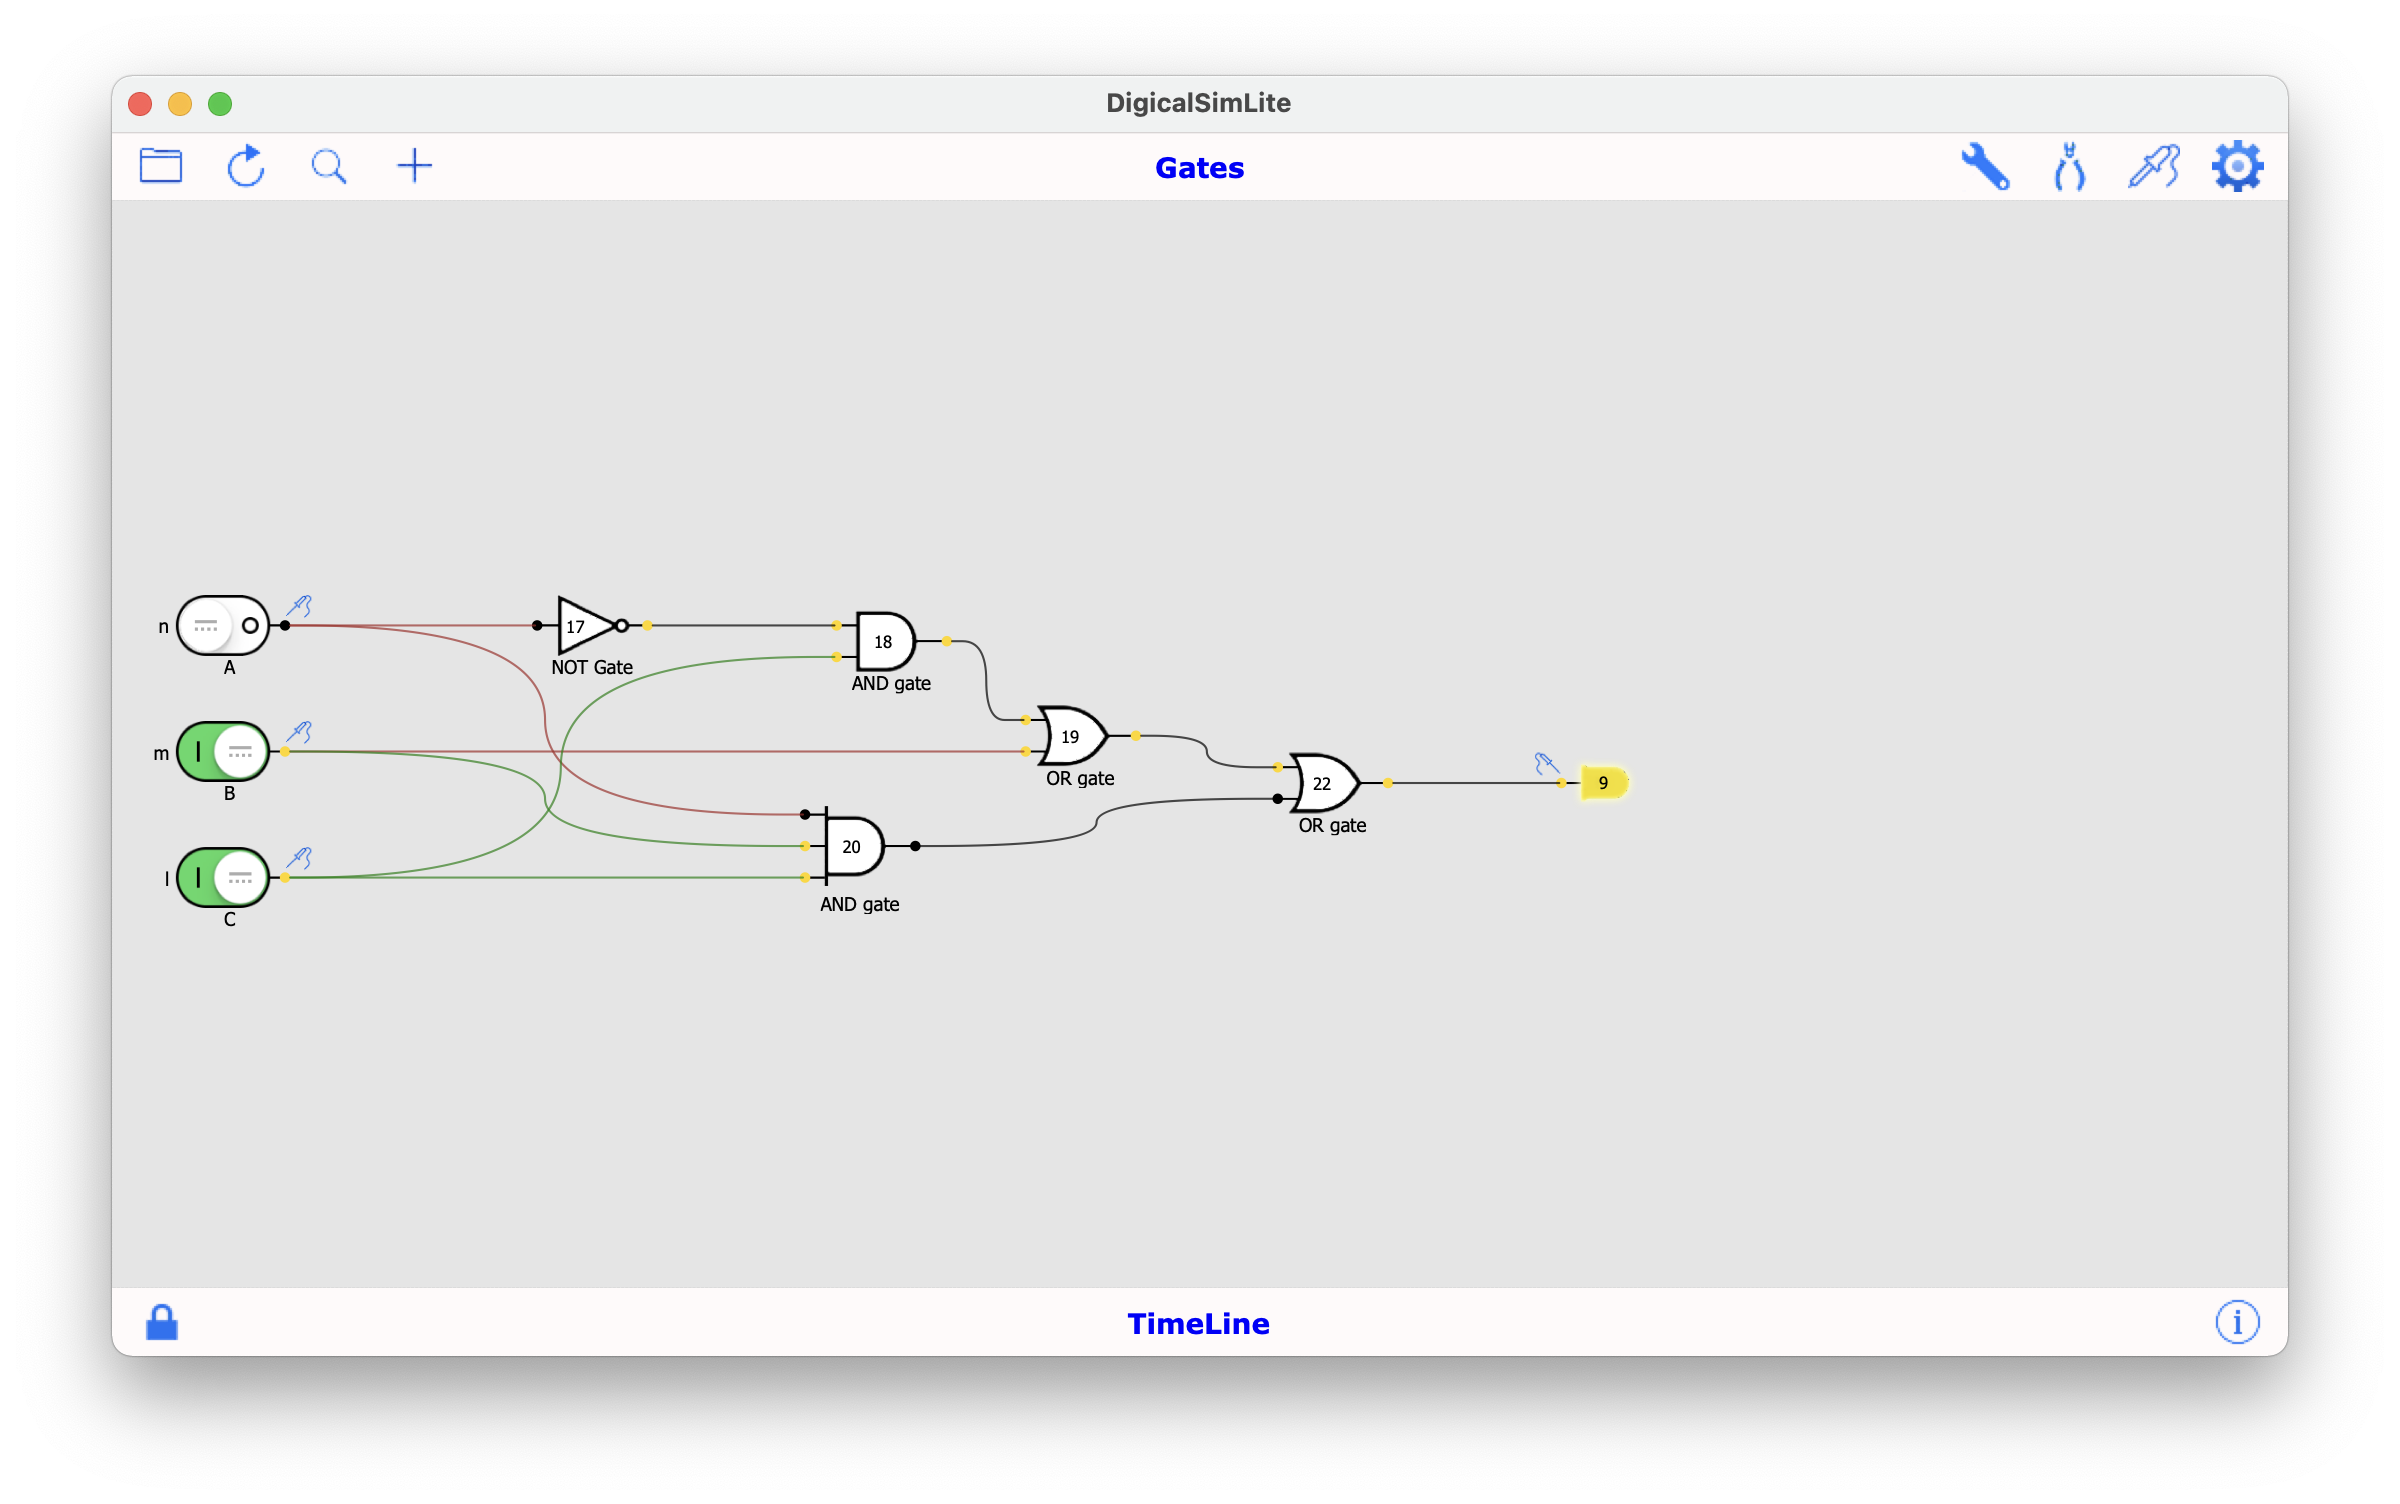 DigicalSimLite
Gates
n
A
17
NOT Gate
18
AND gate
m
B
19
OR gate
22
OR gate
9
l
C
20
AND gate
TimeLine